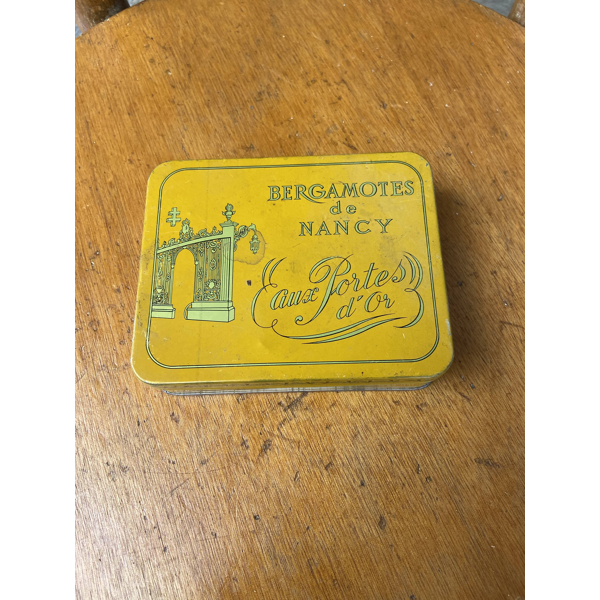 BERGAMOTES
de
NANCY
aux Portes
d'Or